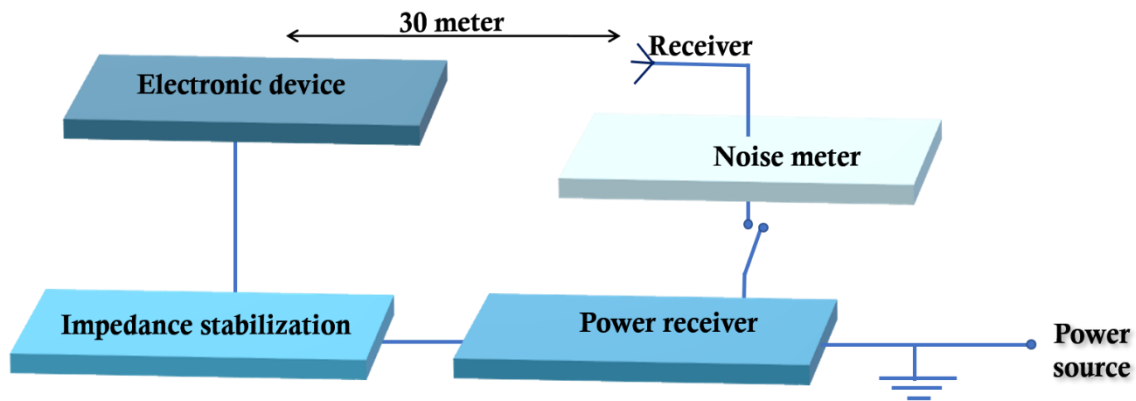 30 meter
Receiver
Electronic device
Noise meter
Impedance stabilization
Power receiver
Power
source